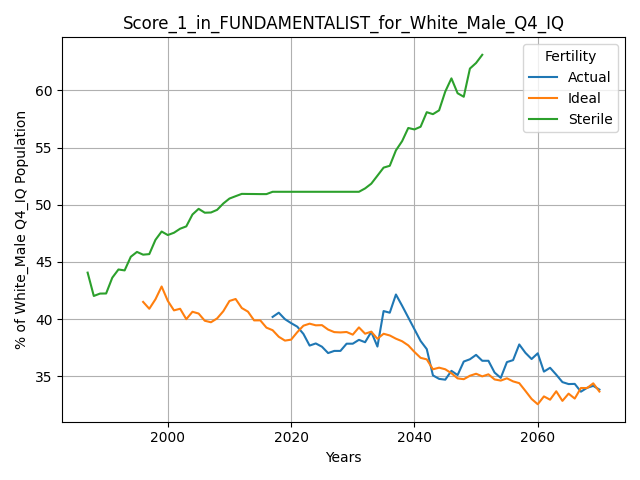 Score_1_in_FUNDAMENTALIST_for_White_Male_Q4_IQ
% of White_Male Q4_IQ Population
60
55
50
45
40
35
Fertility
Actual
Ideal
Sterile
2000
2020
2040
2060
Years